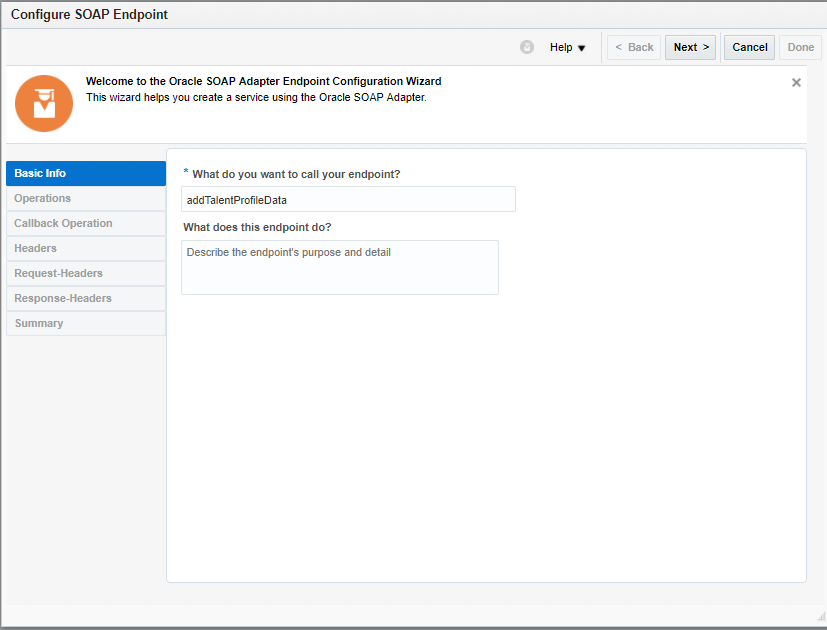 Configure SOAP Endpoint
Help ▼
< Back
Next >
Cancel
Done
Welcome to the Oracle SOAP Adapter Endpoint Configuration Wizard
This wizard helps you create a service using the Oracle SOAP Adapter.
Basic Info
Operations
Callback Operation
Headers
Request-Headers
Response-Headers
Summary
* What do you want to call your endpoint?
addTalentProfileData
What does this endpoint do?
Describe the endpoint's purpose and detail